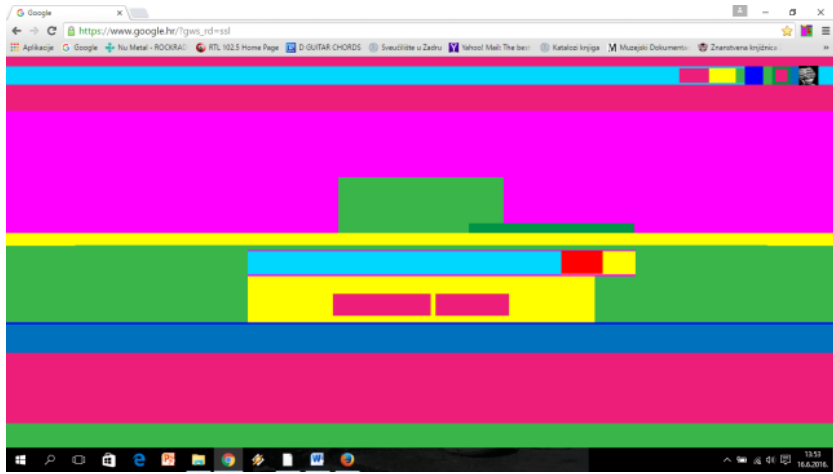 Google
https://www.google.hr/?gws_rd=ssl
Aplikacije Google Nu Metal - ROCKRAD RTL 102.5 Home Page D GUITAR CHORDS Sveučilište u Zadru Yahoo! Mail: The best Katalozi knjiga Muzejski Dokumenta Znanstvena knjižnica
13:53
16.6.2016.